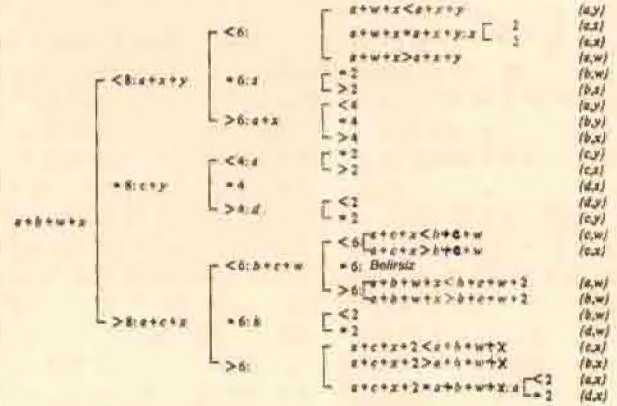 a+w+x<a+x+y (a,y)
<6: a+w+x=a+x+y:x 2 (a,z)
2 (a,x)
a+w+x>a+x+y (a,w)
<8:a+x+y =2 (b,w)
=6:z >2 (b,z)
<4 (a,y)
>6:a+x =4 (b,y)
>4 (b,x)
<4:a =2 (c,y)
>2 (c,z)
=8:c+y =4 (d,z)
>4:d <2 (d,y)
=2 (c,y)
a+b+w+x
<6 a+c+x<b+c+w (c,w)
a+c+x>b+c+w (c,x)
<6:b+c+w =6: Belirsiz
>6: a+b+w+x<b+c+w+2 (a,w)
a+b+w+x>b+c+w+2 (b,w)
<2 (b,w)
>8:a+c+x =6:b =2 (d,w)
a+c+x+2<a+b+w+x (c,x)
>6: a+c+x+2>a+b+w+x (b,x)
a+c+x+2=a+b+w+x:a <2 (a,x)
=2 (d,x)